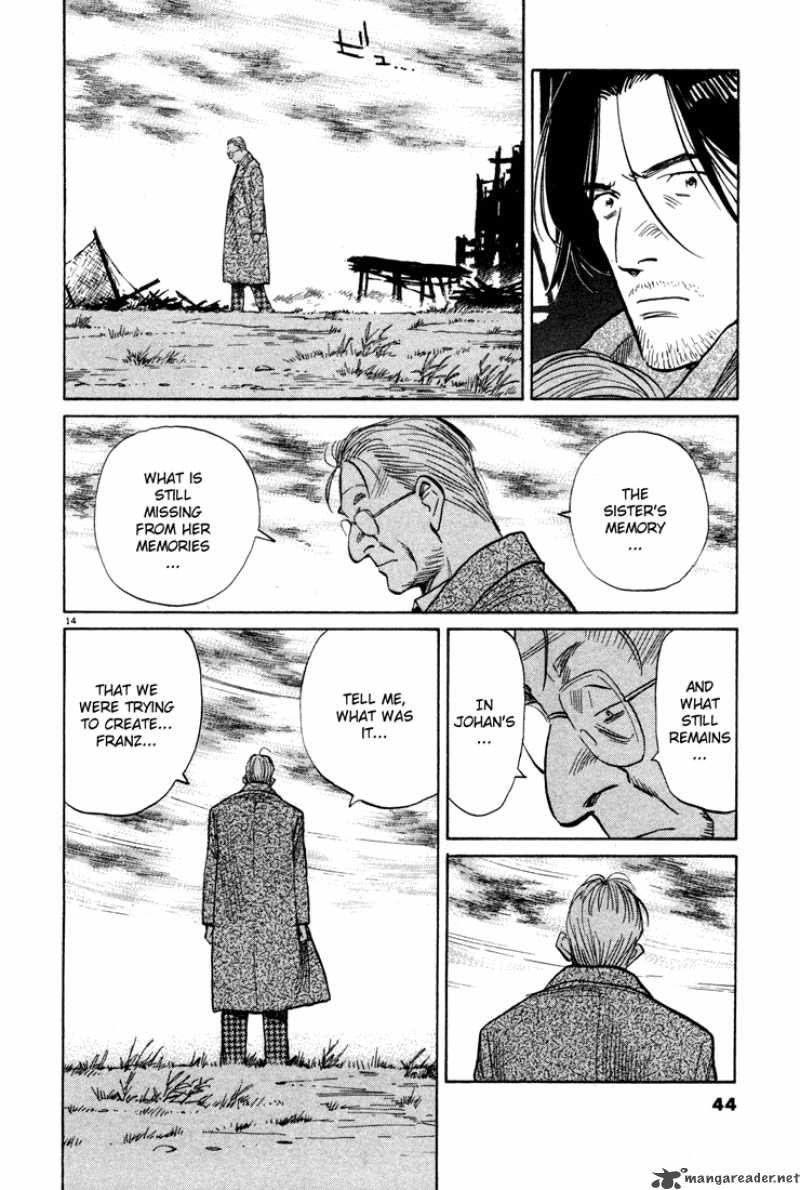 ビュ
THE
SISTER'S
MEMORY
...
WHAT IS
STILL
MISSING
FROM HER
MEMORIES
...
14
AND
WHAT
STILL
REMAINS
...
IN
JOHAN'S
...
TELL ME,
WHAT WAS
IT...
THAT WE
WERE TRYING
TO CREATE...
FRANZ...
44
mangareader.net